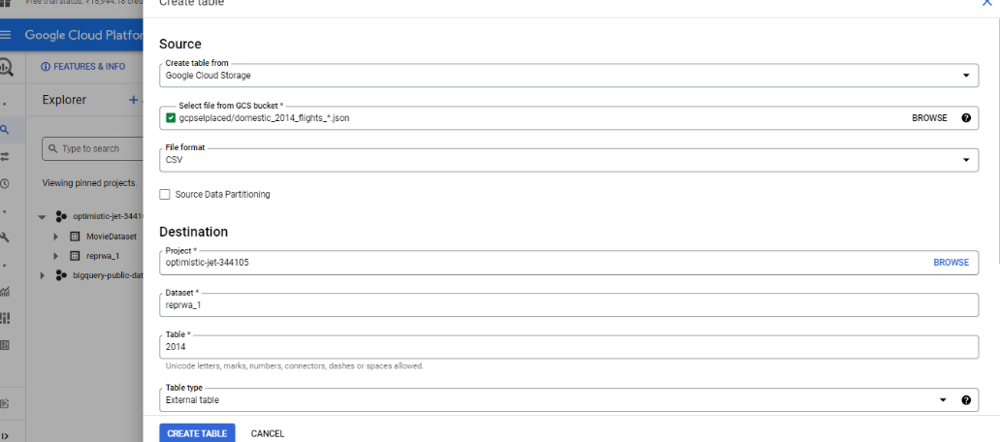 Free trial status: ₹15,944.18 cred
Create table
Google Cloud Platfor
FEATURES & INFO
Explorer
Type to search
Viewing pinned projects.
optimistic-jet-3441
MovieDataset
reprwa_1
bigquery-public-dat
Source
Create table from
Google Cloud Storage
Select file from GCS bucket *
gcpselplaced/domestic_2014_flights_*.json
BROWSE
File format
CSV
Source Data Partitioning
Destination
Project *
optimistic-jet-344105
BROWSE
Dataset *
reprwa_1
Table *
2014
Unicode letters, marks, numbers, connectors, dashes or spaces allowed.
Table type
External table
CREATE TABLE
CANCEL